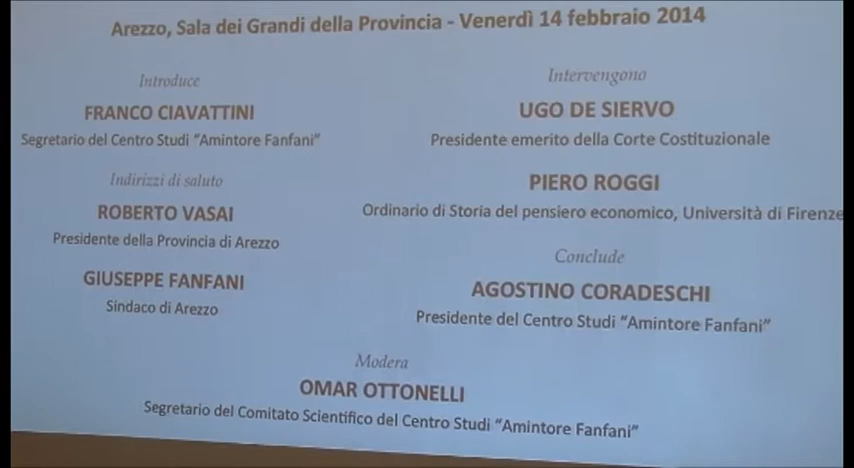 Arezzo, Sala dei Grandi della Provincia - Venerdì 14 febbraio 2014
Introduce
FRANCO CIAVATTINI
Segretario del Centro Studi “Amintore Fanfani”
Indirizzi di saluto
ROBERTO VASAI
Presidente della Provincia di Arezzo
GIUSEPPE FANFANI
Sindaco di Arezzo
Intervengono
UGO DE SIERVO
Presidente emerito della Corte Costituzionale
PIERO ROGGI
Ordinario di Storia del pensiero economico, Università di Firenze
Conclude
AGOSTINO CORADESCHI
Presidente del Centro Studi “Amintore Fanfani”
Modera
OMAR OTTONELLI
Segretario del Comitato Scientifico del Centro Studi “Amintore Fanfani”